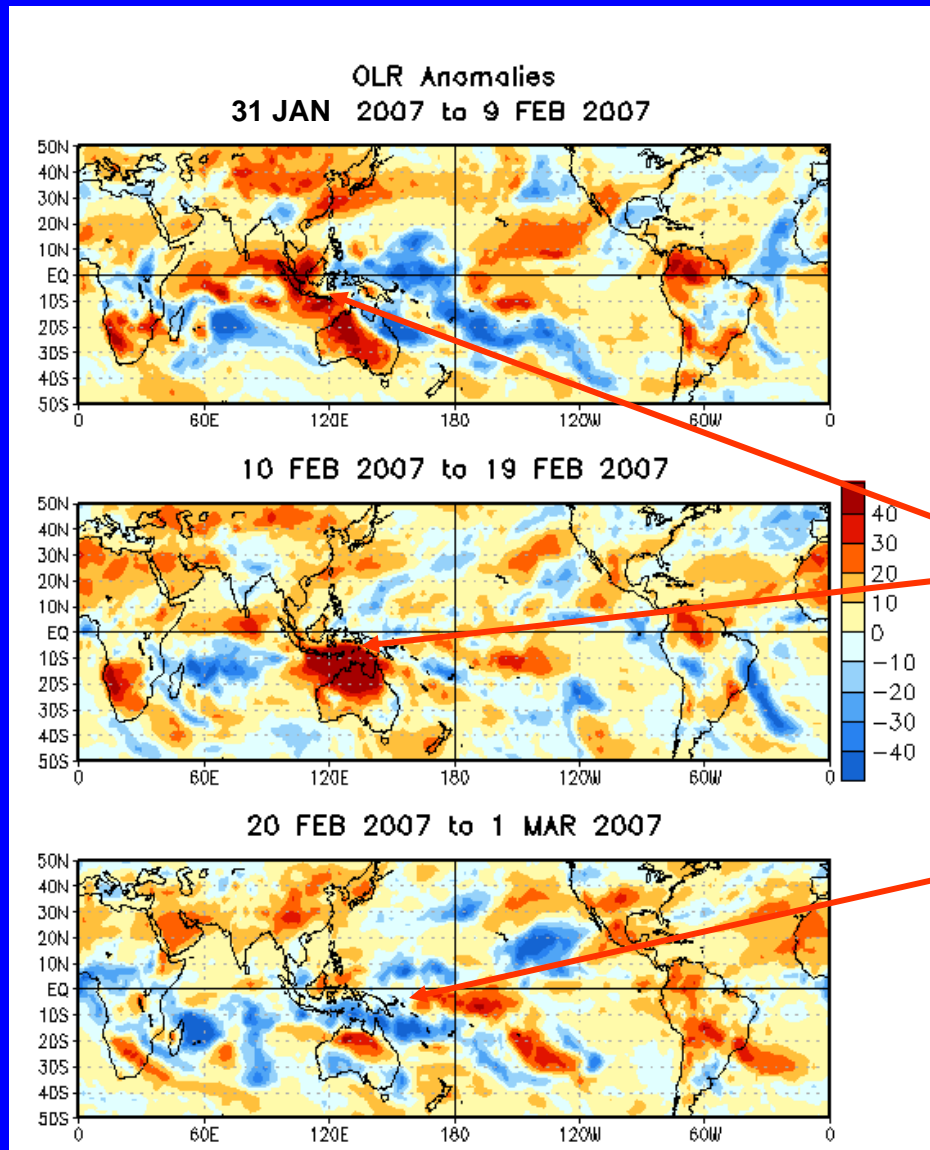 OLR Anomalies
31 JAN 2007 to 9 FEB 2007
50N
40N
30N
20N
10N
EQ
10S
20S
30S
40S
50S
0 60E 120E 180 120W 60W 0
10 FEB 2007 to 19 FEB 2007
50N
40N
30N
20N
10N
EQ
10S
20S
30S
40S
50S
0 60E 120E 180 120W 60W 0
40
30
20
10
0
-10
-20
-30
-40
20 FEB 2007 to 1 MAR 2007
50N
40N
30N
20N
10N
EQ
10S
20S
30S
40S
50S
0 60E 120E 180 120W 60W 0